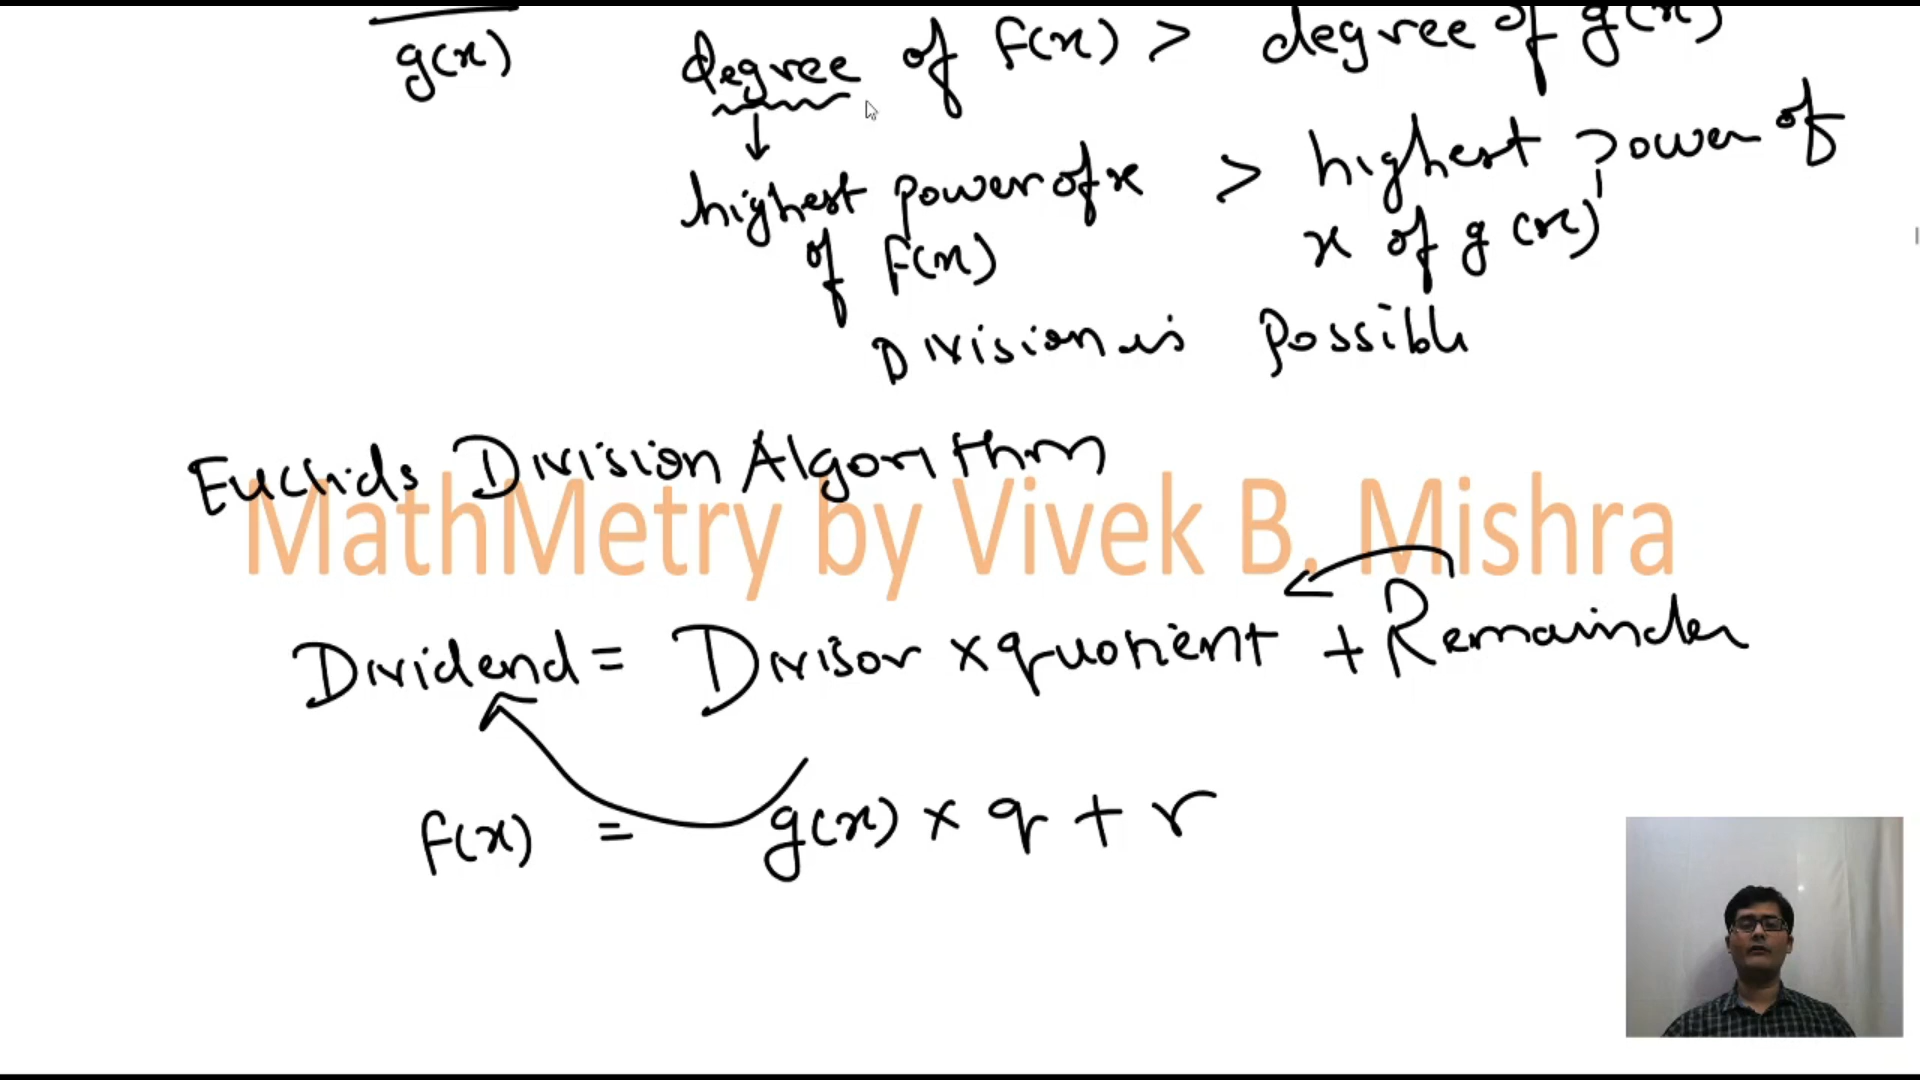 g(x) degree of f(x) > degree of g(x)
highest power of x > highest power of
of f(x) x of g(x)
Division is possible
Euclids Division Algorithm
MathMetry by Vivek B. Mishra
Dividend = Divisor × quotient + Remainder
f(x) = g(x) × q + r